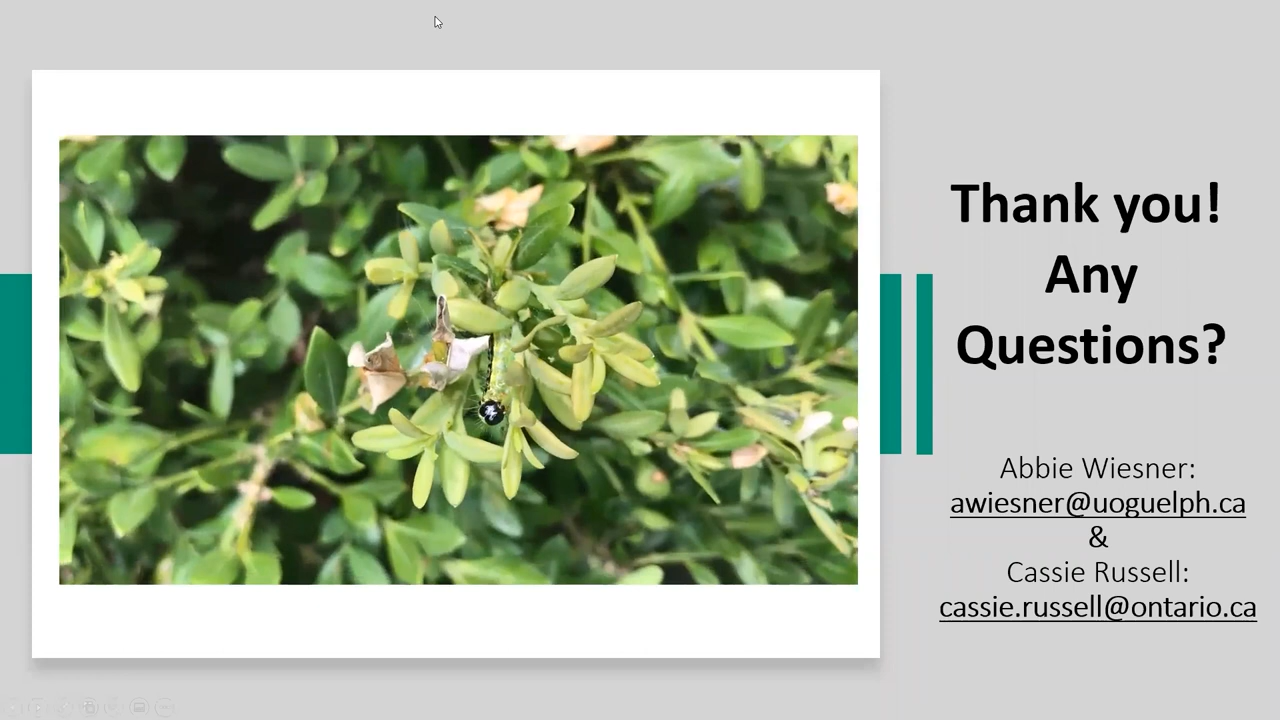 Thank you!
Any
Questions?
Abbie Wiesner:
awiesner@uoguelph.ca
&
Cassie Russell:
cassie.russell@ontario.ca